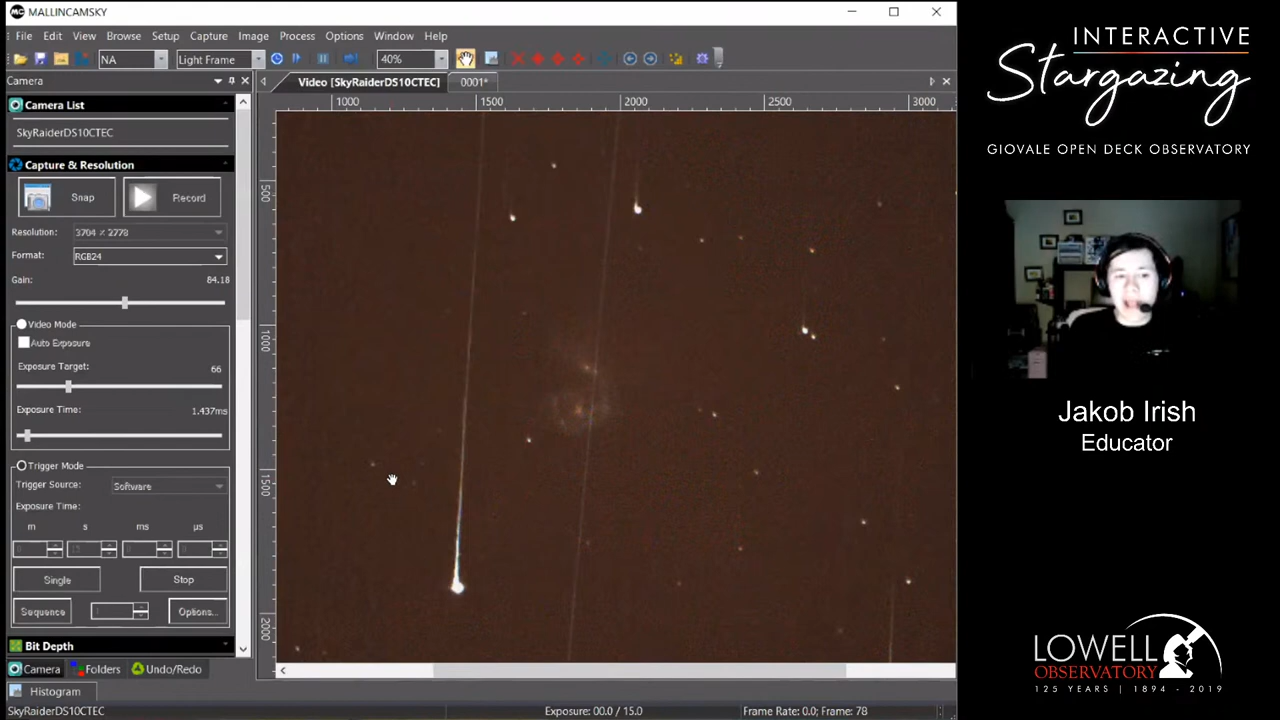 MALLINCAMSKY
File Edit View Browse Setup Capture Image Process Options Window Help
NA
Light Frame
40%
Camera
Video [SkyRaiderDS10CTEC]
0001*
1000 1500 2000 2500 3000
500
1000
1500
2000
Camera List
SkyRaiderDS10CTEC
Capture & Resolution
Snap
Record
Resolution: 3704 × 2778
Format: RGB24
Gain: 84.18
Video Mode
Auto Exposure
Exposure Target: 66
Exposure Time: 1.437ms
Trigger Mode
Trigger Source: Software
Exposure Time:
m s ms µs
Single
Stop
Sequence
Options...
Bit Depth
Camera Folders Undo/Redo
Histogram
SkyRaiderDS10CTEC
Exposure: 00.0 / 15.0
Frame Rate: 0.0; Frame: 78
INTERACTIVE
Stargazing
GIOVALE OPEN DECK OBSERVATORY
Jakob Irish
Educator
LOWELL
OBSERVATORY
125 YEARS | 1894 - 2019